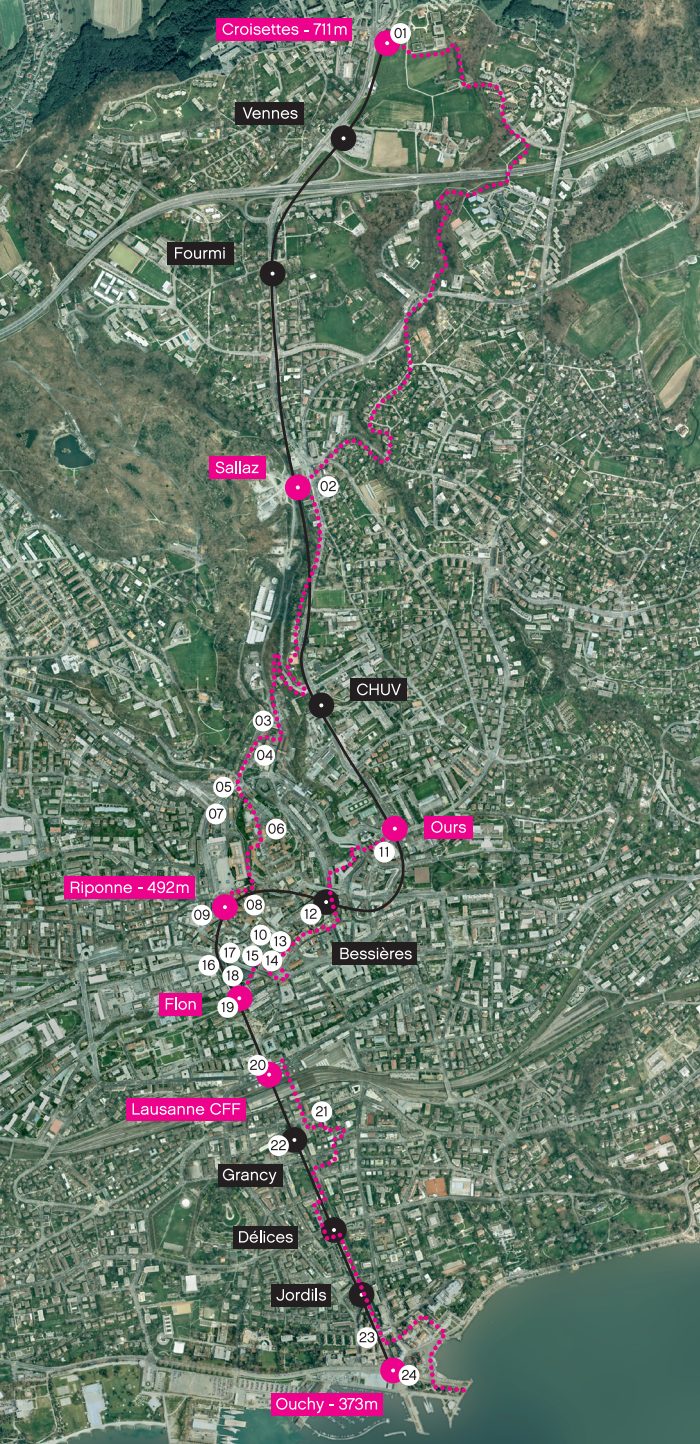 Croisettes - 711m
01
Vennes
Fourmi
Sallaz
02
CHUV
03
04
05
07
06
Ours
11
Riponne - 492m
08
09
12
10
13
Bessières
17
15
14
16
18
Flon
19
20
Lausanne CFF
21
22
Grancy
Délices
Jordils
23
24
Ouchy - 373m